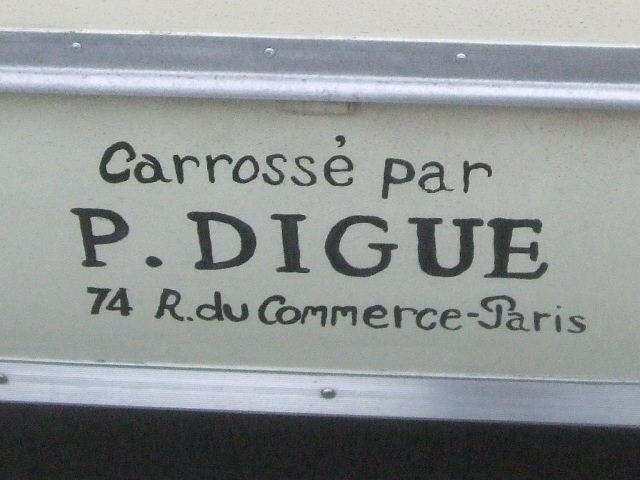 Carrossé par
P. DIGUE
74 R. du Commerce-Paris